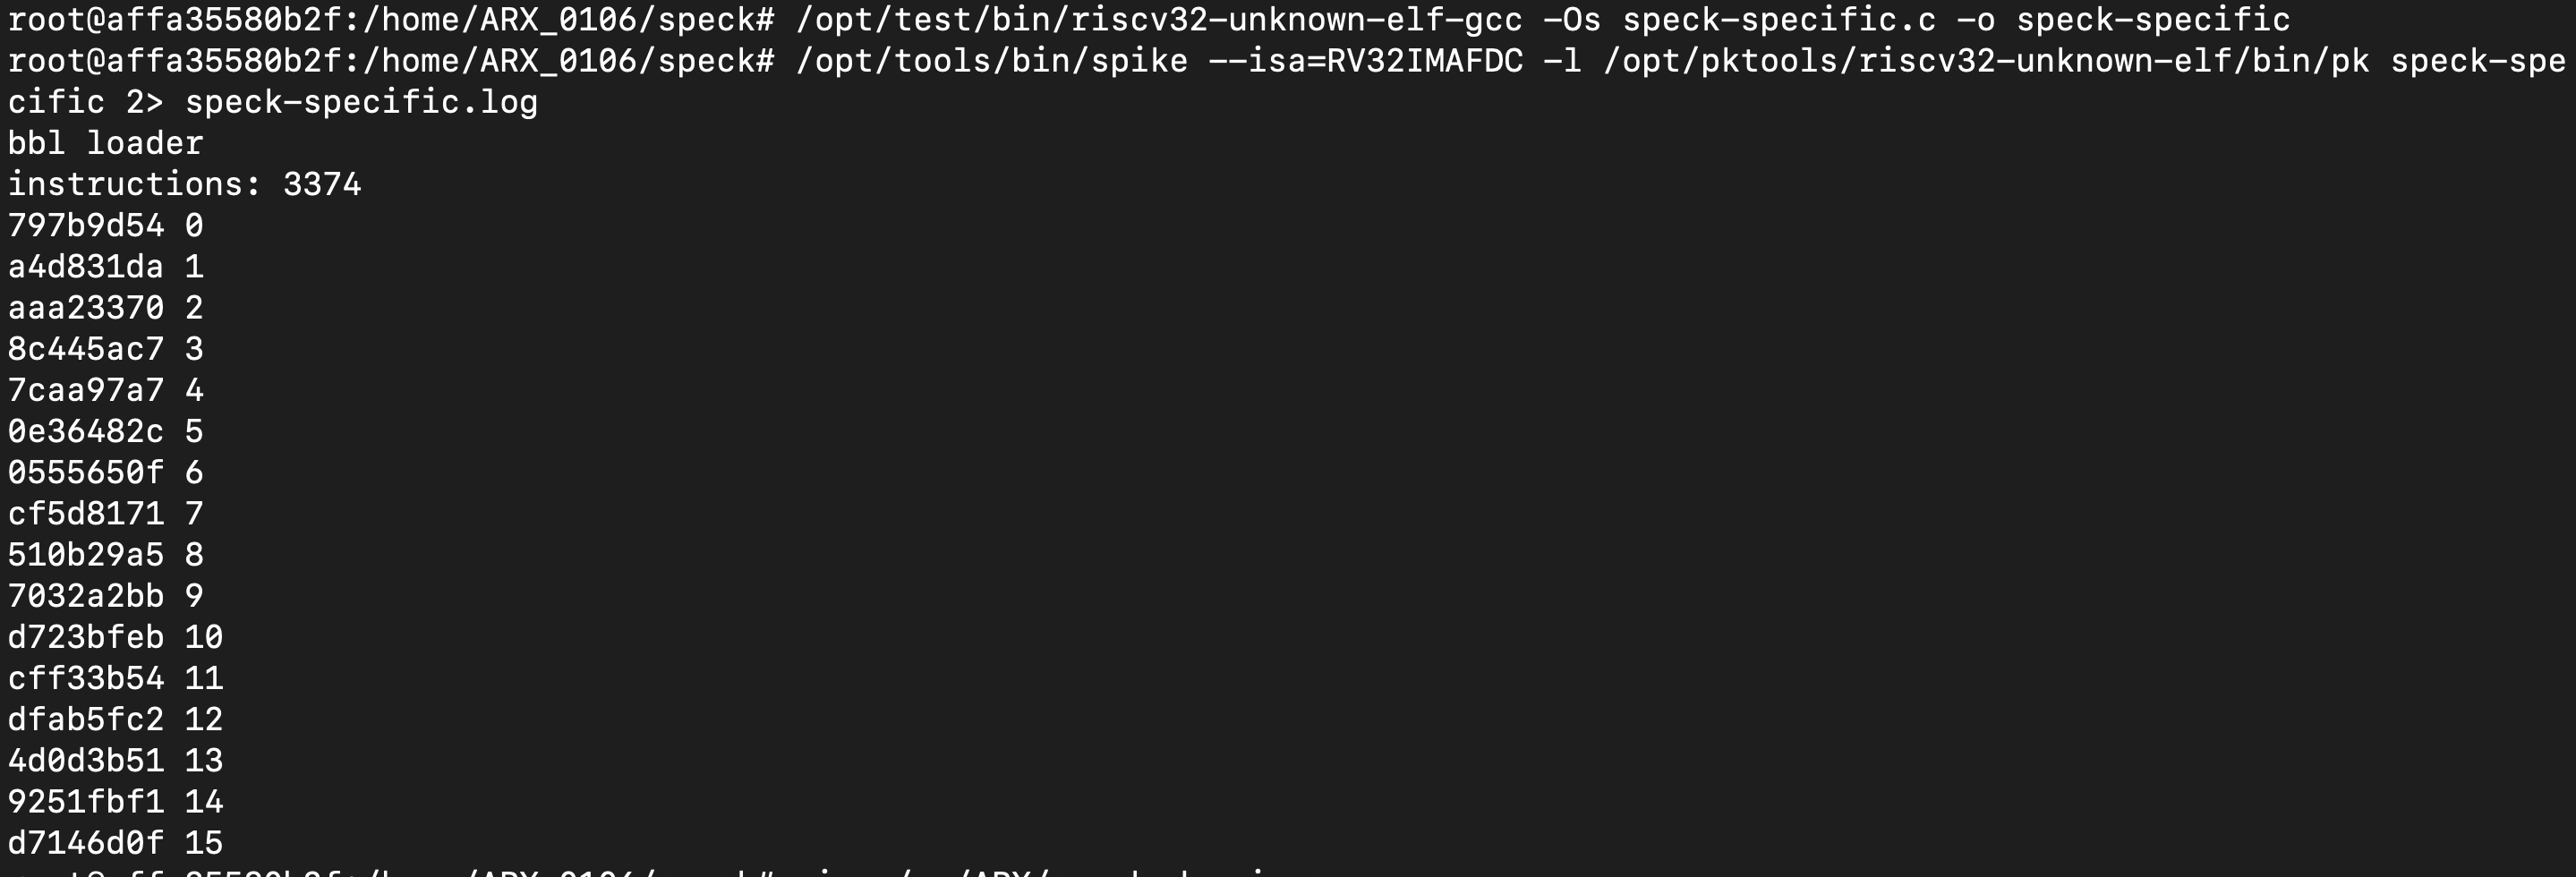 root@affa35580b2f:/home/ARX_0106/speck# /opt/test/bin/riscv32-unknown-elf-gcc -Os speck-specific.c -o speck-specific
root@affa35580b2f:/home/ARX_0106/speck# /opt/tools/bin/spike --isa=RV32IMAFDC -l /opt/pktools/riscv32-unknown-elf/bin/pk speck-spe
cific 2> speck-specific.log
bbl loader
instructions: 3374
797b9d54 0
a4d831da 1
aaa23370 2
8c445ac7 3
7caa97a7 4
0e36482c 5
0555650f 6
cf5d8171 7
510b29a5 8
7032a2bb 9
d723bfeb 10
cff33b54 11
dfab5fc2 12
4d0d3b51 13
9251fbf1 14
d7146d0f 15